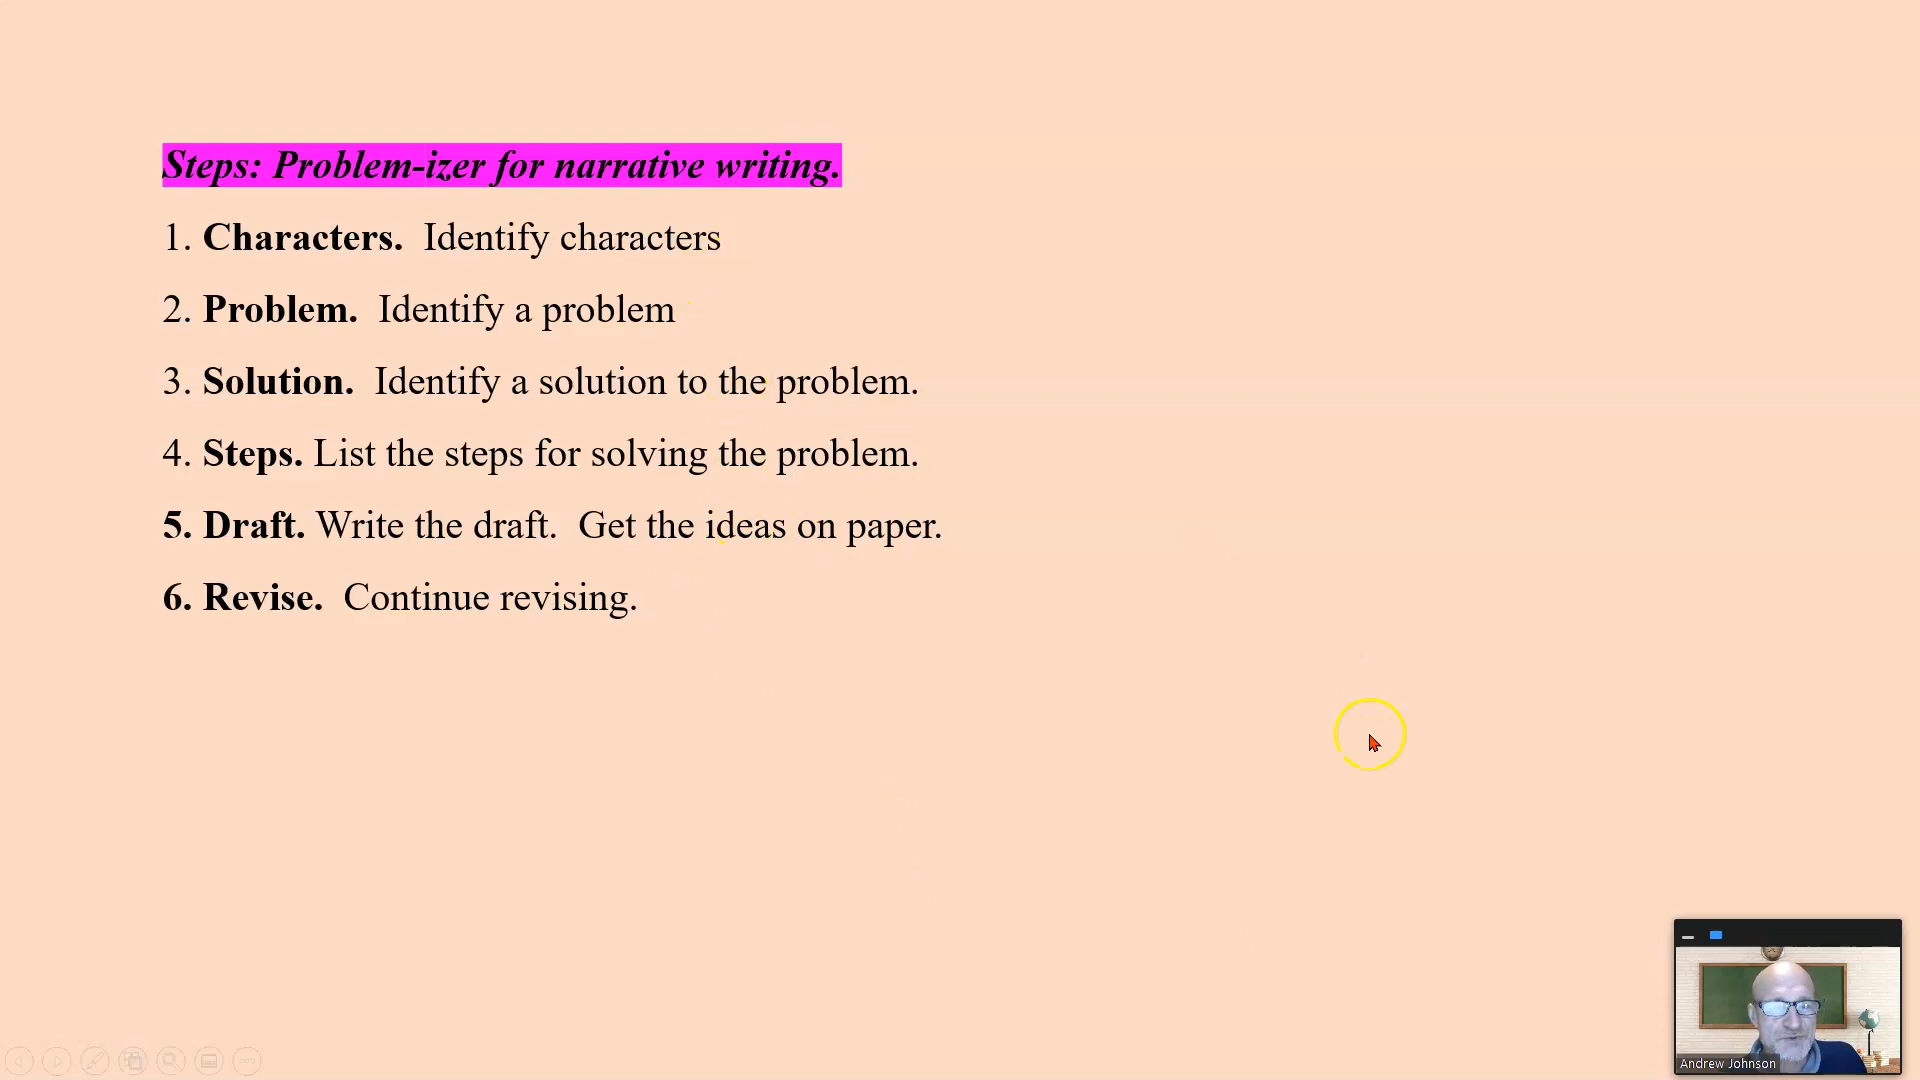 Steps: Problem-izer for narrative writing.
1. Characters.  Identify characters
2. Problem.  Identify a problem
3. Solution.  Identify a solution to the problem.
4. Steps. List the steps for solving the problem.
5. Draft. Write the draft.  Get the ideas on paper.
6. Revise.  Continue revising.
Andrew Johnson